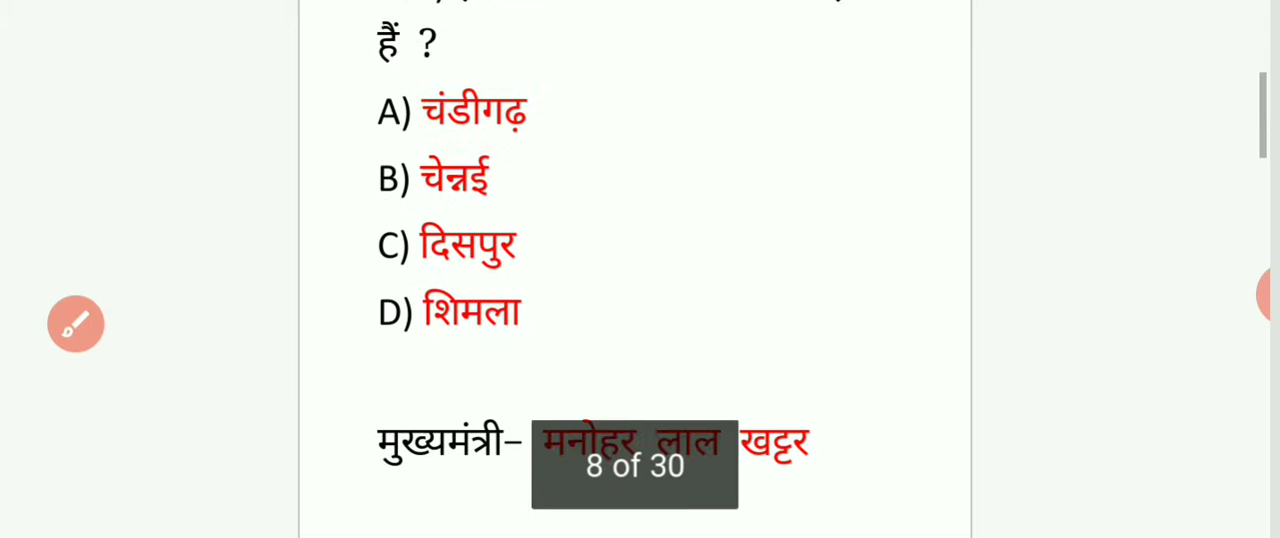 हैं ?
A) चंडीगढ़
B) चेन्नई
C) दिसपुर
D) शिमला
मुख्यमंत्री– मनोहर लाल खट्टर
8 of 30